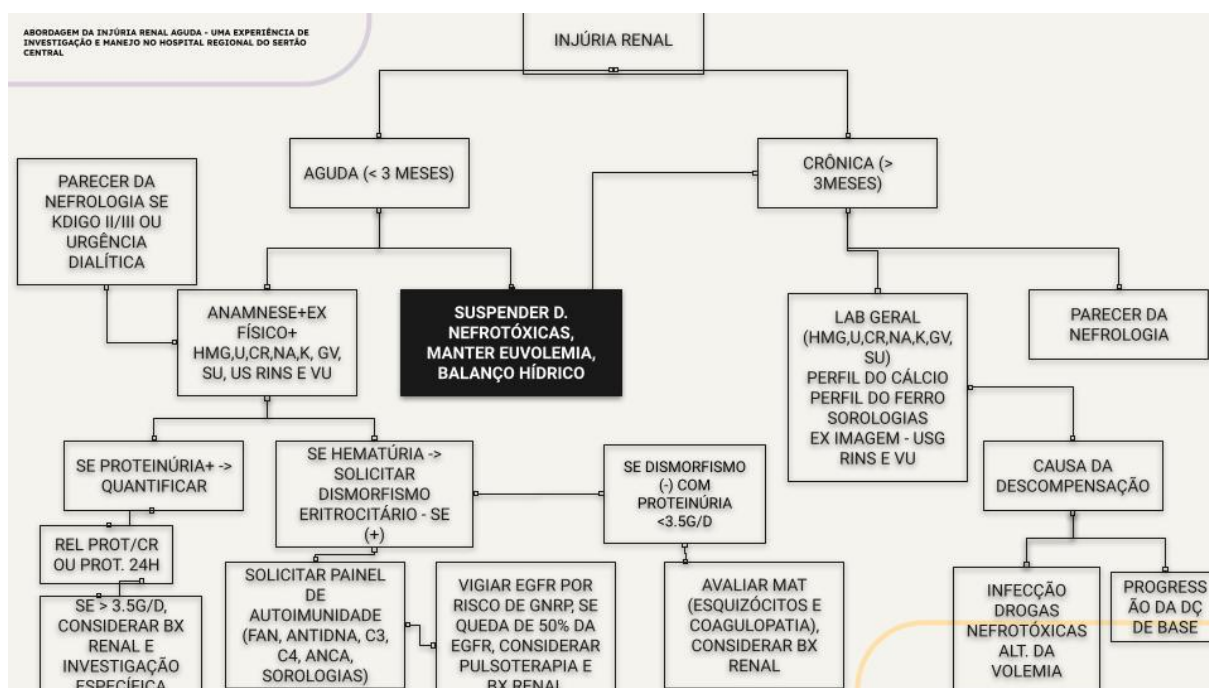 ABORDAGEM DA INJÚRIA RENAL AGUDA - UMA EXPERIÊNCIA DE
INVESTIGAÇÃO E MANEJO NO HOSPITAL REGIONAL DO SERTÃO
CENTRAL
INJÚRIA RENAL
AGUDA (< 3 MESES)
CRÔNICA (>
3MESES)
PARECER DA
NEFROLOGIA SE
KDIGO II/III OU
URGÊNCIA
DIALÍTICA
ANAMNESE+EX
FÍSICO+
HMG,U,CR,NA,K, GV,
SU, US RINS E VU
SUSPENDER D.
NEFROTÓXICAS,
MANTER EUVOLEMIA,
BALANÇO HÍDRICO
LAB GERAL
(HMG,U,CR,NA,K,GV,
SU)
PERFIL DO CÁLCIO
PERFIL DO FERRO
SOROLOGIAS
EX IMAGEM - USG
RINS E VU
PARECER DA
NEFROLOGIA
SE PROTEINÚRIA+ ->
QUANTIFICAR
SE HEMATÚRIA ->
SOLICITAR
DISMORFISMO
ERITROCITÁRIO - SE
(+)
SE DISMORFISMO
(-) COM
PROTEINÚRIA
<3.5G/D
CAUSA DA
DESCOMPENSAÇÃO
REL PROT/CR
OU PROT. 24H
SE > 3.5G/D,
CONSIDERAR BX
RENAL E
INVESTIGAÇÃO
ESPECÍFICA
SOLICITAR PAINEL
DE
AUTOIMUNIDADE
(FAN, ANTIDNA, C3,
C4, ANCA,
SOROLOGIAS)
VIGIAR EGFR POR
RISCO DE GNRP, SE
QUEDA DE 50% DA
EGFR, CONSIDERAR
PULSOTERAPIA E
BX RENAL
AVALIAR MAT
(ESQUIZÓCITOS E
COAGULOPATIA),
CONSIDERAR BX
RENAL
INFECÇÃO
DROGAS
NEFROTÓXICAS
ALT. DA
VOLEMIA
PROGRESS
ÃO DA DÇ
DE BASE